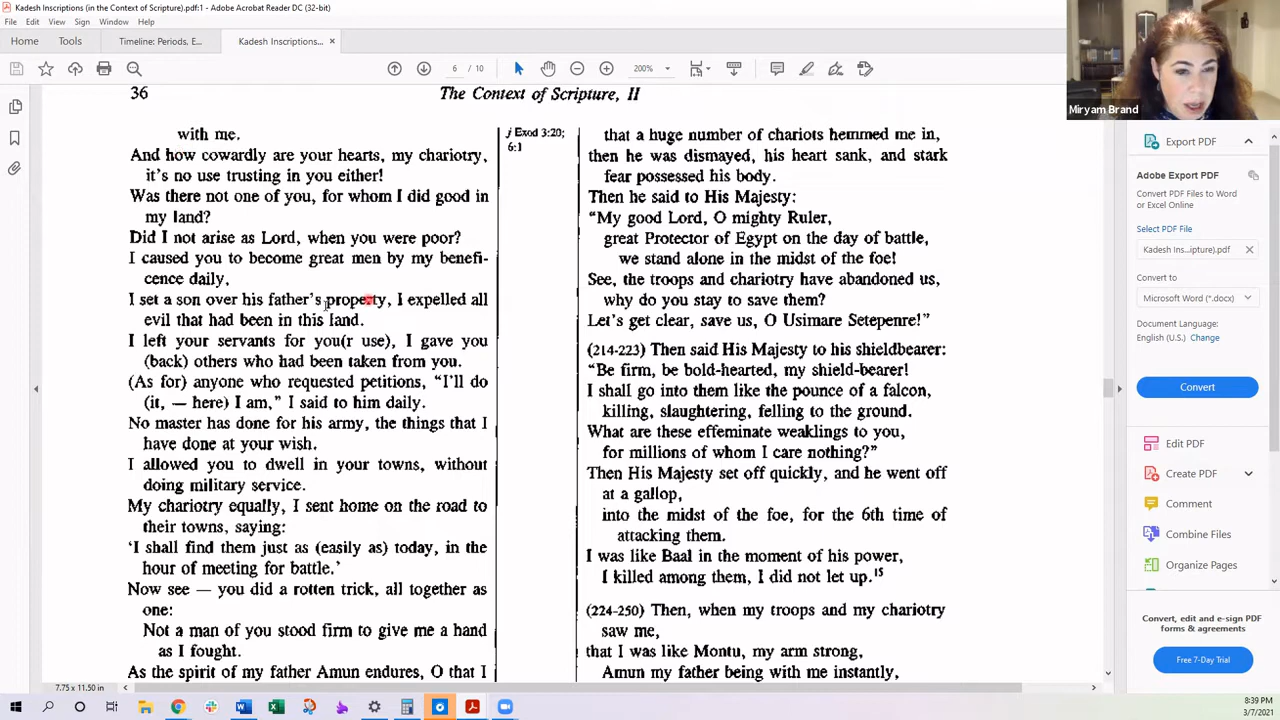 Kadesh Inscriptions (in the Context of Scripture).pdf:1 - Adobe Acrobat Reader DC (32-bit)
File Edit View Sign Window Help
Home Tools Timeline: Periods, E... Kadesh Inscriptions... ×
6 / 10 200%
36 The Context of Scripture, II
with me.
And how cowardly are your hearts, my chariotry,
it's no use trusting in you either!
Was there not one of you, for whom I did good in
my land?
Did I not arise as Lord, when you were poor?
I caused you to become great men by my benefi-
cence daily,
I set a son over his father's property, I expelled all
evil that had been in this land.
I left your servants for you(r use), I gave you
(back) others who had been taken from you.
(As for) anyone who requested petitions, "I'll do
(it, — here) I am," I said to him daily.
No master has done for his army, the things that I
have done at your wish.
I allowed you to dwell in your towns, without
doing military service.
My chariotry equally, I sent home on the road to
their towns, saying:
'I shall find them just as (easily as) today, in the
hour of meeting for battle.'
Now see — you did a rotten trick, all together as
one:
Not a man of you stood firm to give me a hand
as I fought.
As the spirit of my father Amun endures, O that I
j Exod 3:20;
6:1
that a huge number of chariots hemmed me in,
then he was dismayed, his heart sank, and stark
fear possessed his body.
Then he said to His Majesty:
"My good Lord, O mighty Ruler,
great Protector of Egypt on the day of battle,
we stand alone in the midst of the foe!
See, the troops and chariotry have abandoned us,
why do you stay to save them?
Let's get clear, save us, O Usimare Setepenre!"
(214-223) Then said His Majesty to his shieldbearer:
"Be firm, be bold-hearted, my shield-bearer!
I shall go into them like the pounce of a falcon,
killing, slaughtering, felling to the ground.
What are these effeminate weaklings to you,
for millions of whom I care nothing?"
Then His Majesty set off quickly, and he went off
at a gallop,
into the midst of the foe, for the 6th time of
attacking them.
I was like Baal in the moment of his power,
I killed among them, I did not let up.15
(224-250) Then, when my troops and my chariotry
saw me,
that I was like Montu, my arm strong,
Amun my father being with me instantly,
7.75 x 11.50 in
Miryam Brand
Export PDF
Adobe Export PDF
Convert PDF Files to Word
or Excel Online
Select PDF File
Kadesh Ins...ipture).pdf ×
Convert to
Microsoft Word (*.docx)
Document Language:
English (U.S.) Change
Convert
Edit PDF
Create PDF
Comment
Combine Files
Organize Pages
Convert, edit and e-sign PDF
forms & agreements
Free 7-Day Trial
8:39 PM
3/7/2021